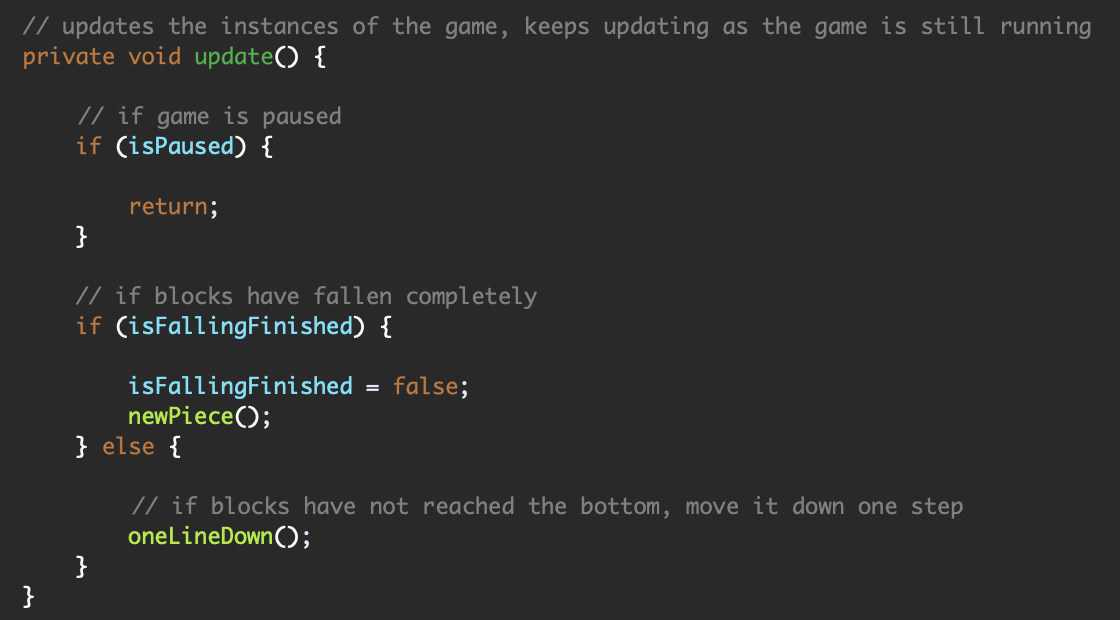 // updates the instances of the game, keeps updating as the game is still running
private void update() {
// if game is paused
if (isPaused) {
return;
}
// if blocks have fallen completely
if (isFallingFinished) {
isFallingFinished = false;
newPiece();
} else {
// if blocks have not reached the bottom, move it down one step
oneLineDown();
}
}